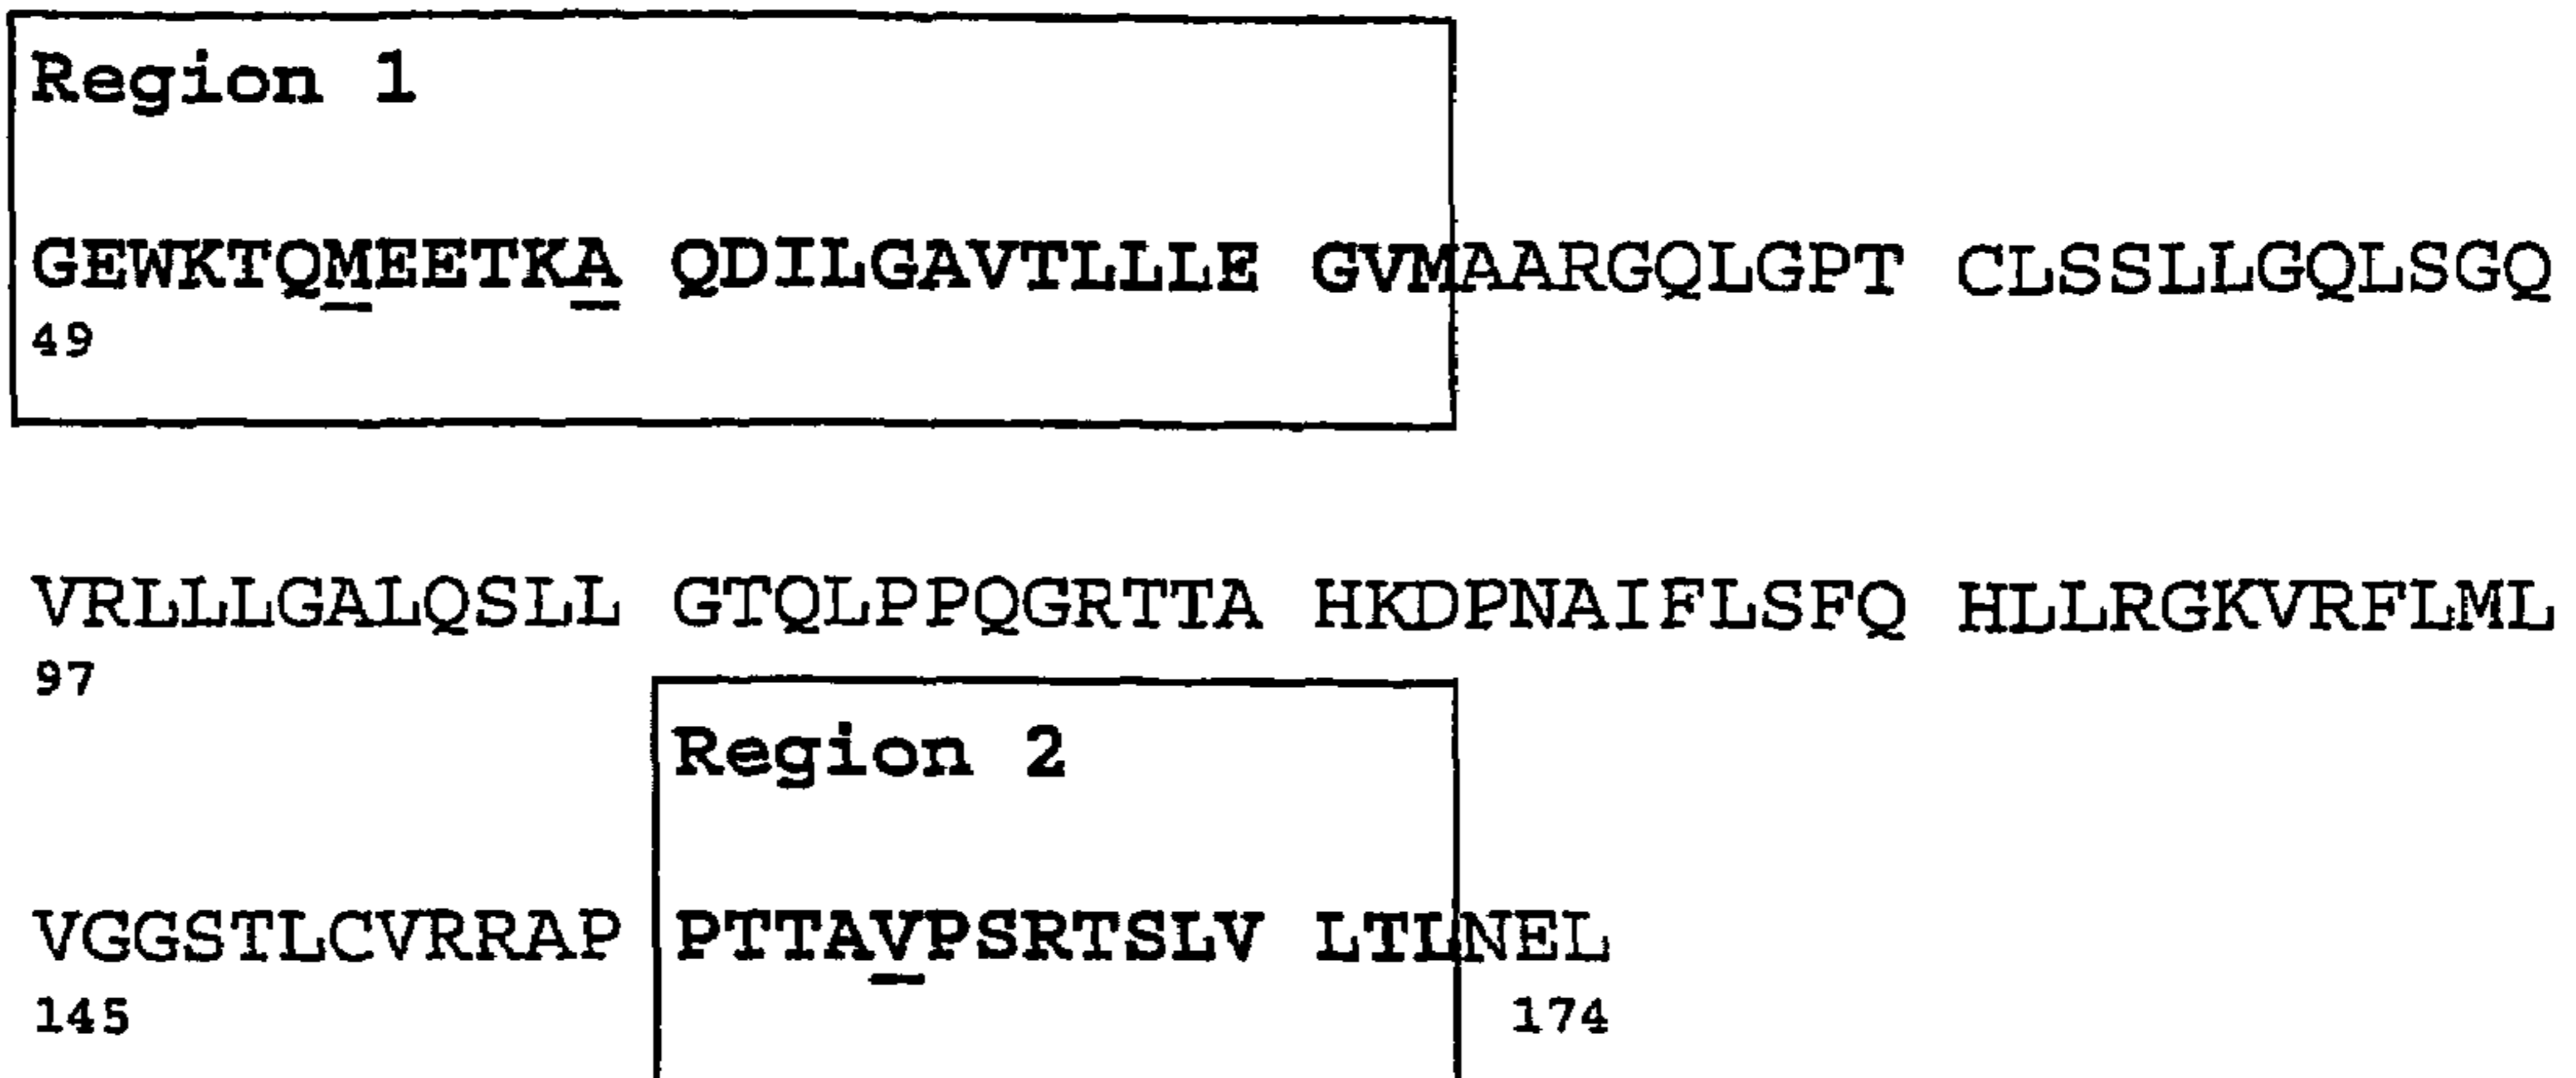 Region 1
GEWKTQMEETKA QDILGAVTLLLE GVMAARGQLGPT CLSSLLGQLSGQ
49
VRLLLGALQSLL GTQLPPQGRTTA HKDPNAIFLSFQ HLLRGKVRFLML
97
Region 2
VGGSTLCVRRAP PTTAVPSRTSLV LTLNEL
145 174